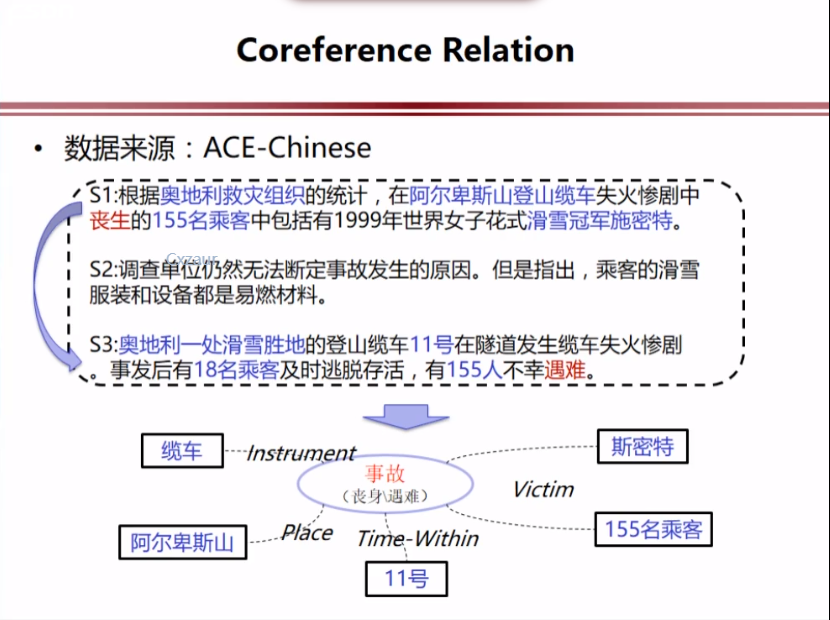 Coreference Relation
• 数据来源：ACE-Chinese
S1:根据奥地利救灾组织的统计，在阿尔卑斯山登山缆车失火惨剧中
丧生的155名乘客中包括有1999年世界女子花式滑雪冠军施密特。
Cxzaur
S2:调查单位仍然无法断定事故发生的原因。但是指出，乘客的滑雪
服装和设备都是易燃材料。
S3:奥地利一处滑雪胜地的登山缆车11号在隧道发生缆车失火惨剧
。事发后有18名乘客及时逃脱存活，有155人不幸遇难。
缆车
Instrument
事故
（丧身\遇难）
斯密特
Victim
阿尔卑斯山
Place
Time-Within
155名乘客
11号